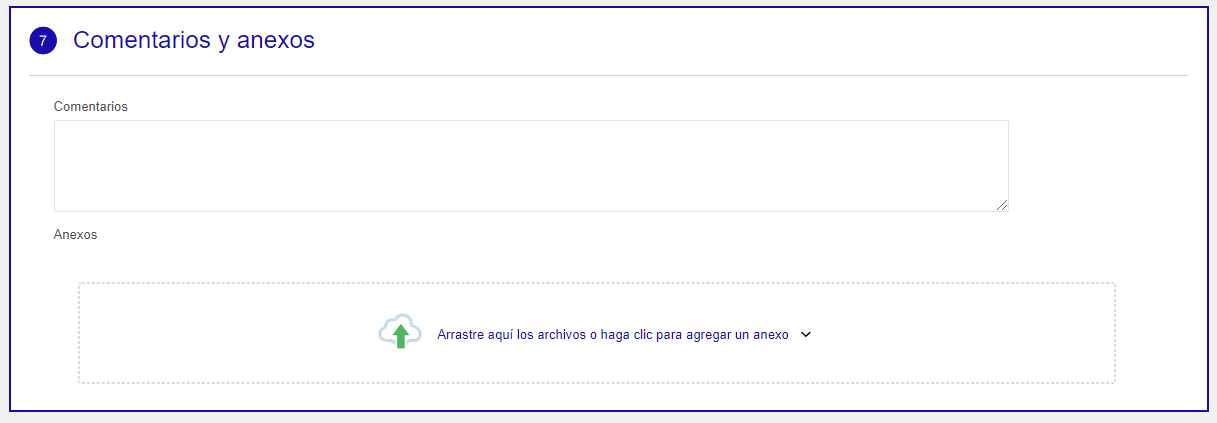 7 Comentarios y anexos
Comentarios
Anexos
Arrastre aquí los archivos o haga clic para agregar un anexo